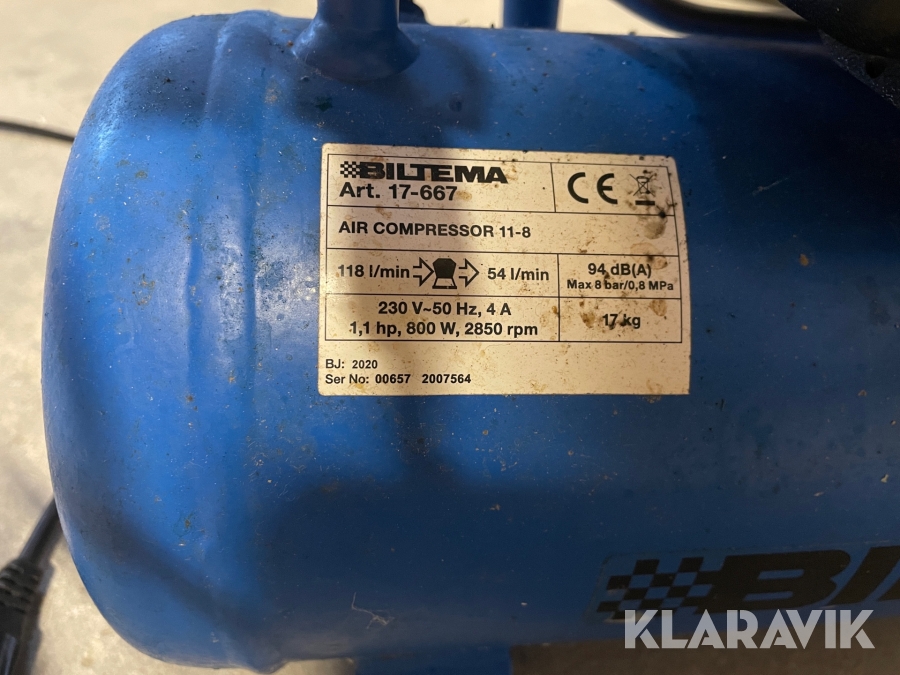 BILTEMA
Art. 17-667
CE
AIR COMPRESSOR 11-8
118 l/min 54 l/min
94 dB(A)
Max 8 bar/0,8 MPa
230 V~50 Hz, 4 A
1,1 hp, 800 W, 2850 rpm
17 kg
BJ: 2020
Ser No: 00657 2007564
BIL
KLARAVIK